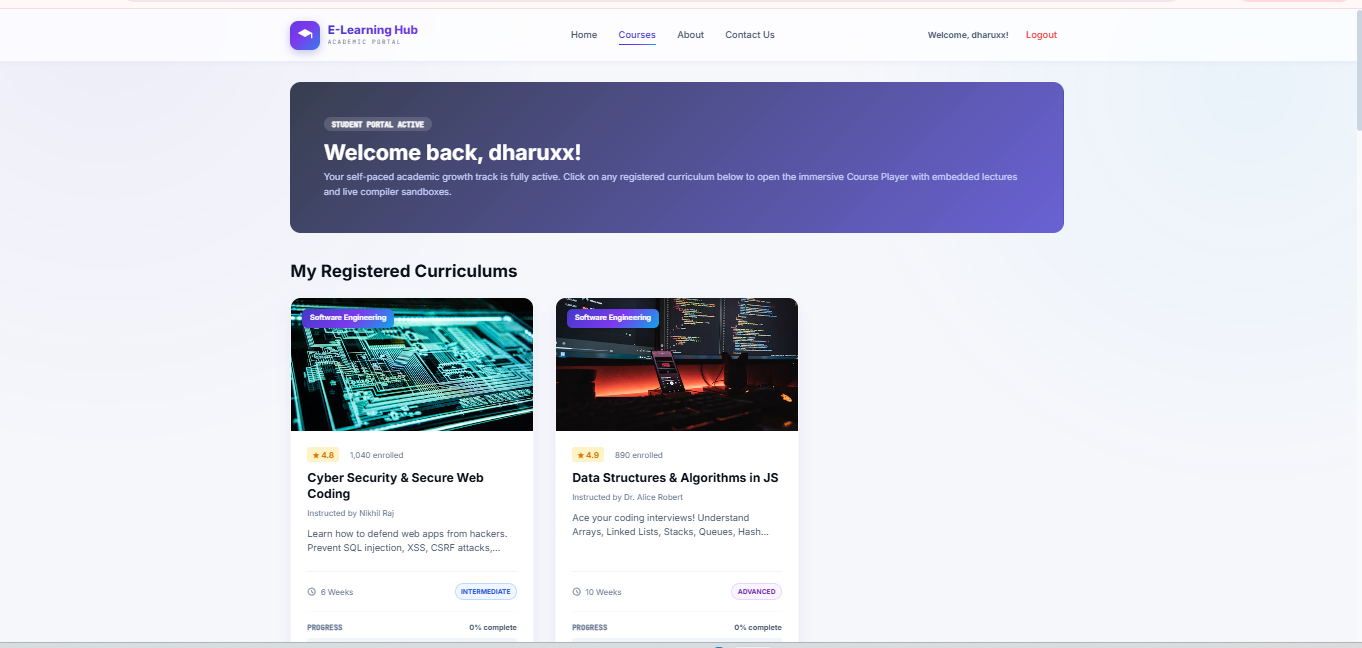 E-Learning Hub
ACADEMIC PORTAL
Home
Courses
About
Contact Us
Welcome, dharuxx!
Logout
STUDENT PORTAL ACTIVE
Welcome back, dharuxx!
Your self-paced academic growth track is fully active. Click on any registered curriculum below to open the immersive Course Player with embedded lectures
and live compiler sandboxes.
My Registered Curriculums
Software Engineering
★ 4.8
1,040 enrolled
Cyber Security & Secure Web
Coding
Instructed by Nikhil Raj
Learn how to defend web apps from hackers.
Prevent SQL injection, XSS, CSRF attacks,...
6 Weeks
INTERMEDIATE
PROGRESS
0% complete
Software Engineering
★ 4.9
890 enrolled
Data Structures & Algorithms in JS
Instructed by Dr. Alice Robert
Ace your coding interviews! Understand
Arrays, Linked Lists, Stacks, Queues, Hash...
10 Weeks
ADVANCED
PROGRESS
0% complete